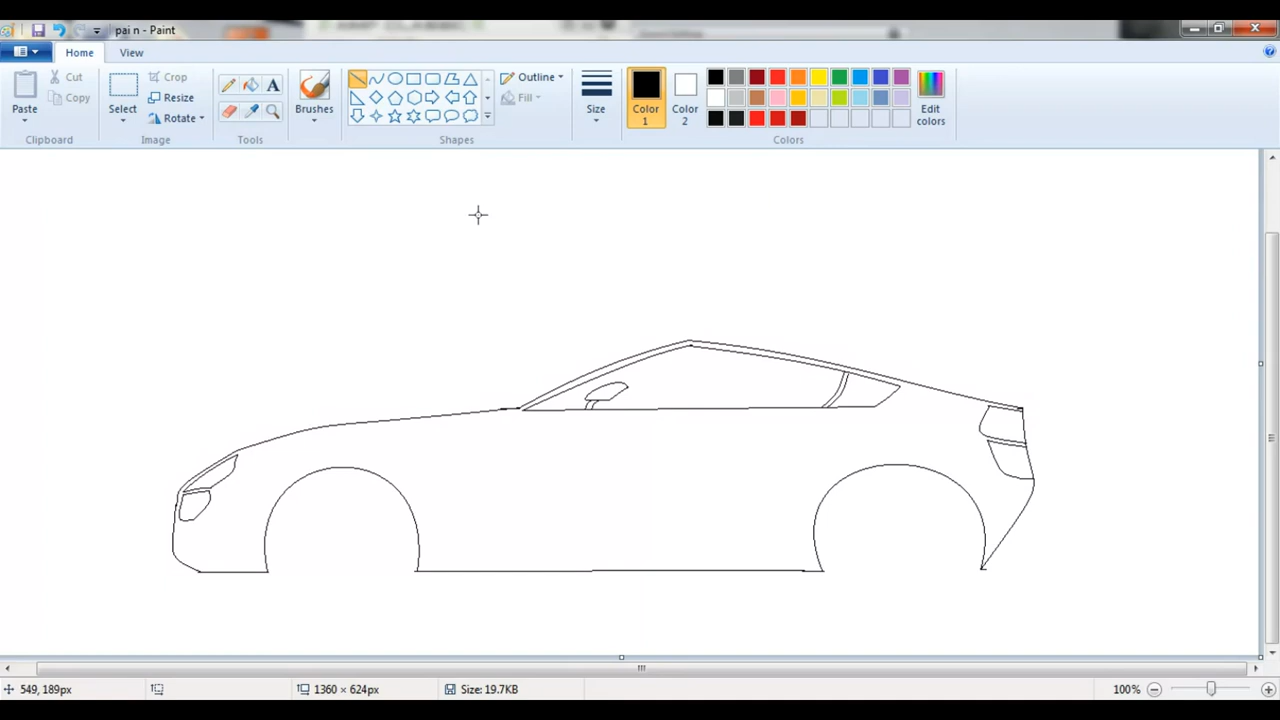 pai n - Paint
Home
View
Paste
Cut
Copy
Clipboard
Select
Crop
Resize
Rotate
Image
A
Tools
Brushes
Shapes
Outline
Fill
Size
Color 1
Color 2
Edit colors
Colors
549, 189px
1360 × 624px
Size: 19.7KB
100%